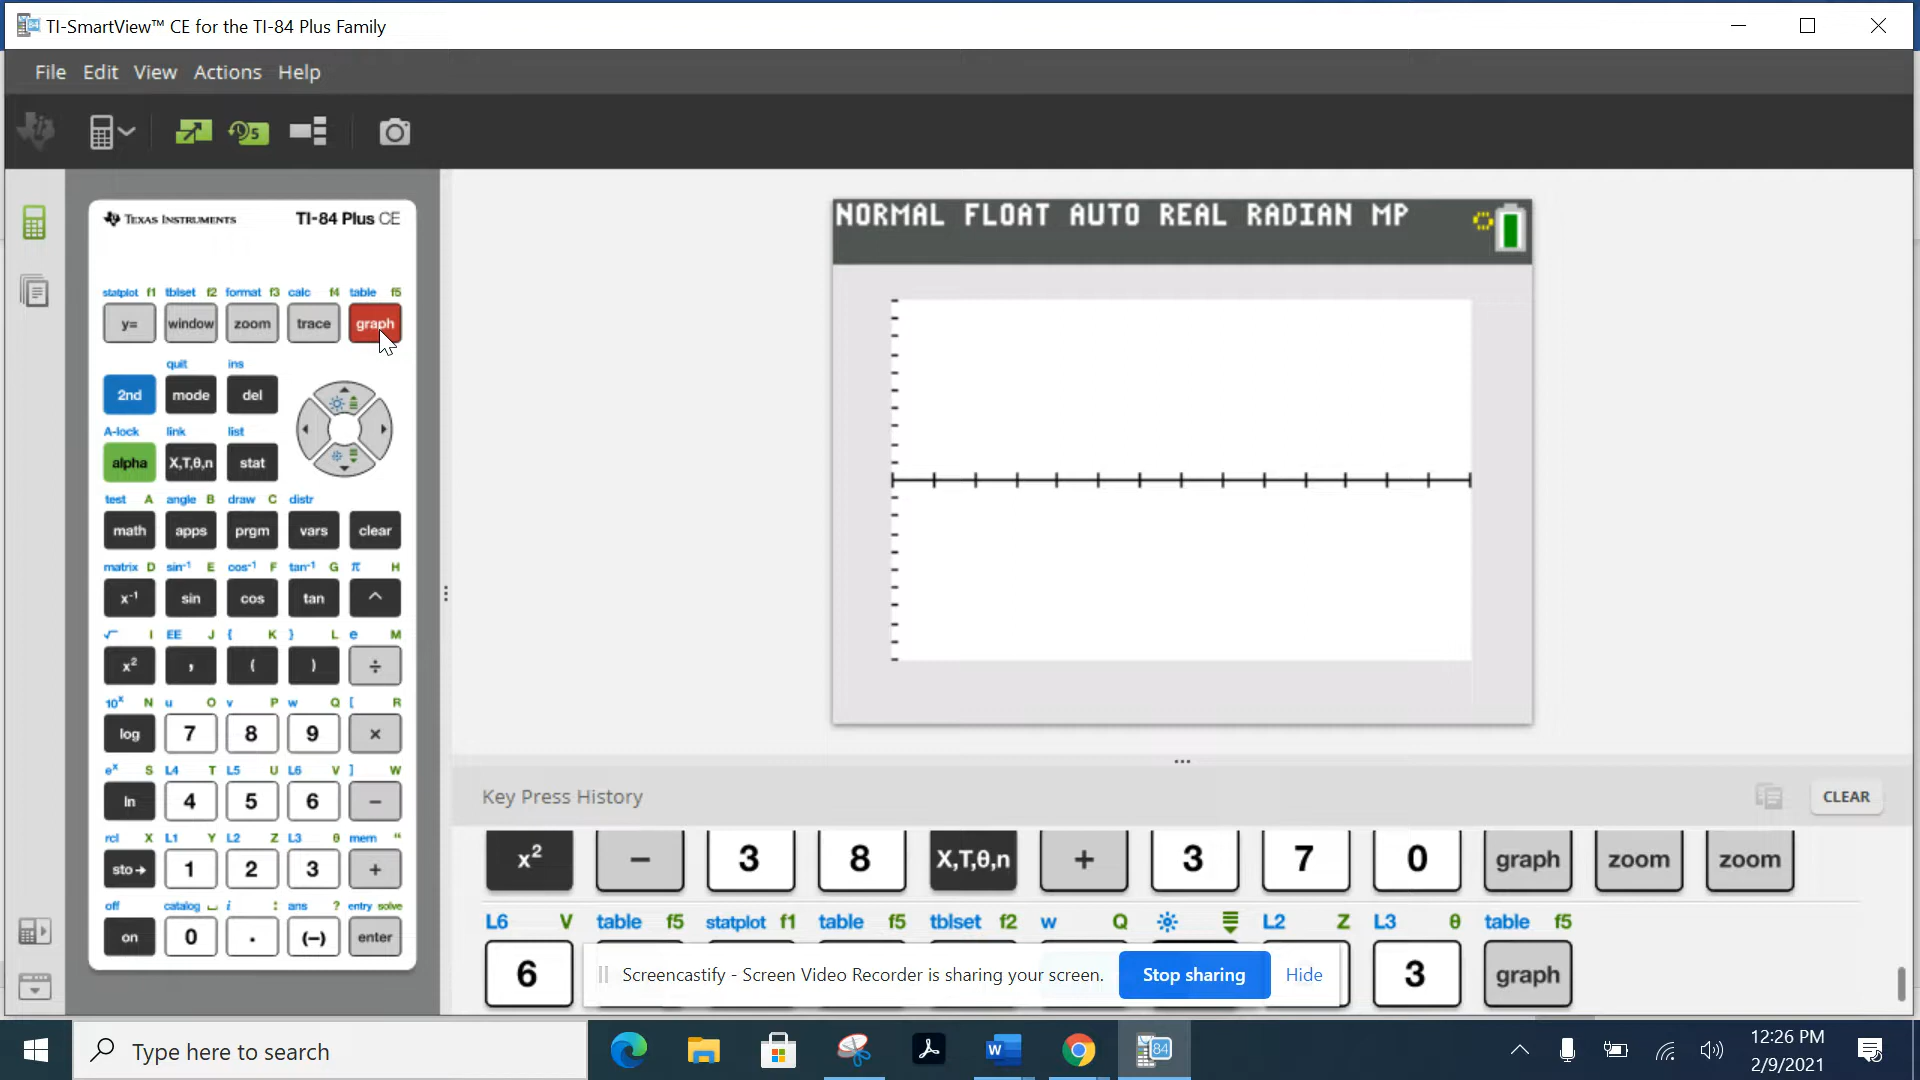 TI-SmartView™ CE for the TI-84 Plus Family
File Edit View Actions Help
5
TEXAS INSTRUMENTS TI-84 Plus CE
statplot f1 tblset f2 format f3 calc f4 table f5
y= window zoom trace graph
quit ins
2nd mode del
A-lock link list
alpha X,T,θ,n stat
test A angle B draw C distr
math apps prgm vars clear
matrix D sin⁻¹ E cos⁻¹ F tan⁻¹ G π H
x⁻¹ sin cos tan ^
√ I EE J { K } L e M
x² , ( ) ÷
10ˣ N u O v P w Q [ R
log 7 8 9 ×
eˣ S L4 T L5 U L6 V ] W
ln 4 5 6 −
rcl X L1 Y L2 Z L3 θ mem "
sto→ 1 2 3 +
off catalog ⎵ i : ans ? entry solve
on 0 . (−) enter
NORMAL FLOAT AUTO REAL RADIAN MP
Key Press History CLEAR
x² − 3 8 X,T,θ,n + 3 7 0 graph zoom zoom
L6 V table f5 statplot f1 table f5 tblset f2 w Q L2 Z L3 θ table f5
6 3 graph
Screencastify - Screen Video Recorder is sharing your screen. Stop sharing Hide
Type here to search
W
84
12:26 PM
2/9/2021